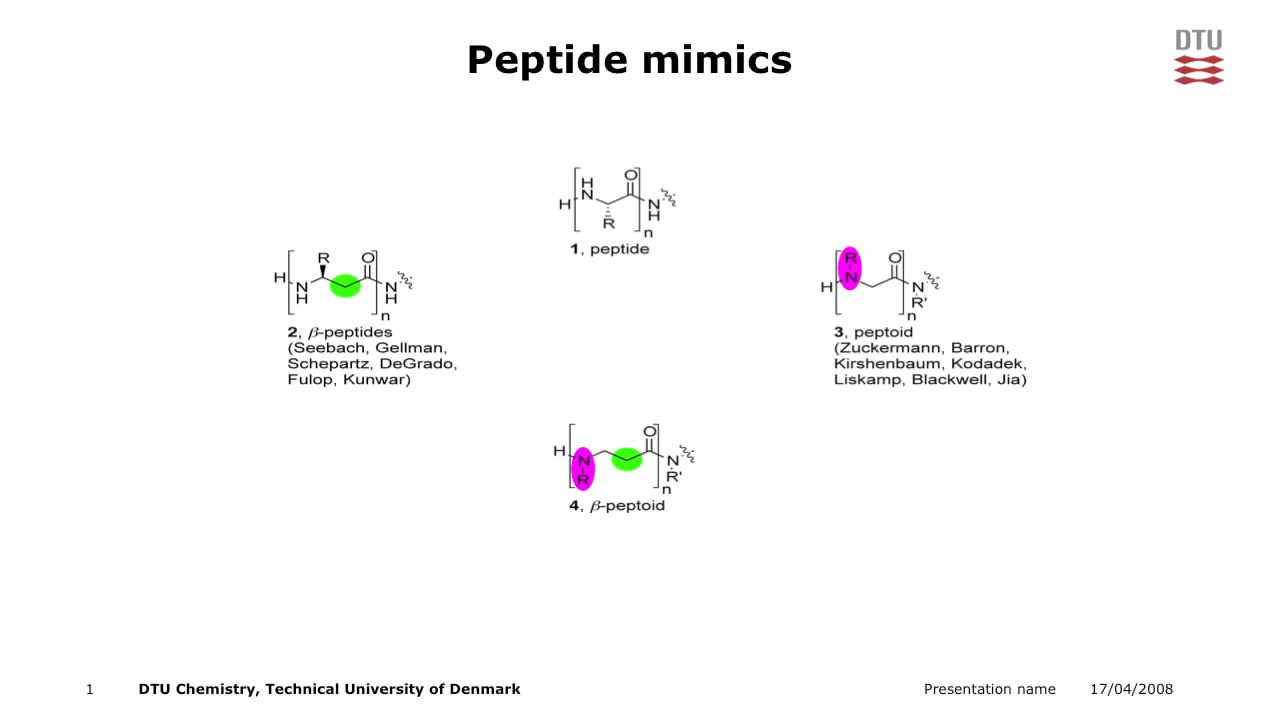 Peptide mimics
DTU
H
N
O
H
N
H
R
n
1, peptide
R
O
H
N
H
N
H
n
2, β-peptides
(Seebach, Gellman,
Schepartz, DeGrado,
Fulop, Kunwar)
R
N
O
H
N
R'
n
3, peptoid
(Zuckermann, Barron,
Kirshenbaum, Kodadek,
Liskamp, Blackwell, Jia)
O
H
N
R
N
R'
n
4, β-peptoid
1 DTU Chemistry, Technical University of Denmark Presentation name 17/04/2008